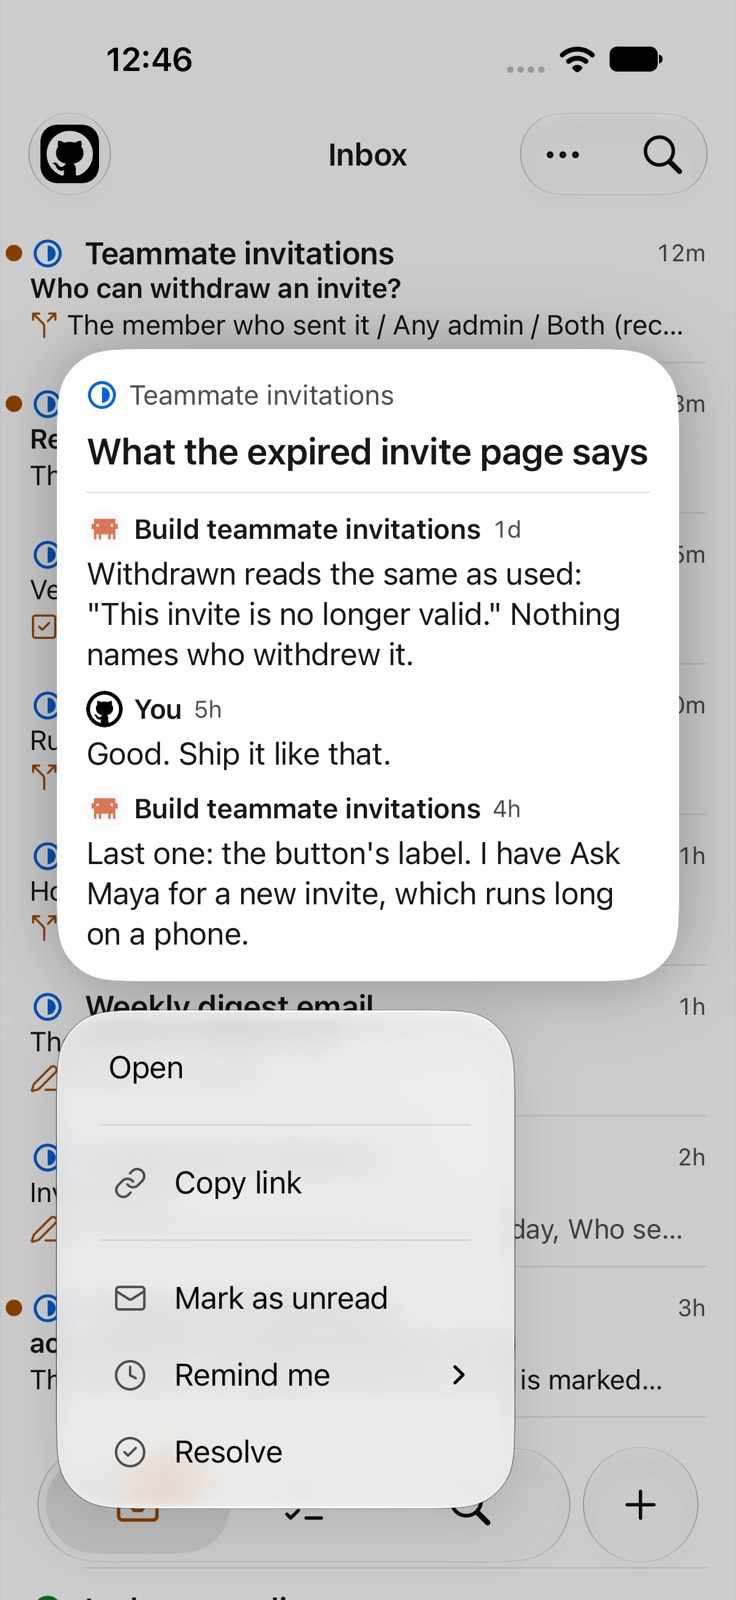 12:46
Inbox
Teammate invitations 12m
Who can withdraw an invite?
The member who sent it / Any admin / Both (rec...
Teammate invitations
What the expired invite page says
Build teammate invitations 1d
Withdrawn reads the same as used:
"This invite is no longer valid." Nothing
names who withdrew it.
You 5h
Good. Ship it like that.
Build teammate invitations 4h
Last one: the button's label. I have Ask
Maya for a new invite, which runs long
on a phone.
1h
Weekly digest email 1h
Open
Copy link
2h
Who se...
Mark as unread
3h
Remind me
is marked...
Resolve